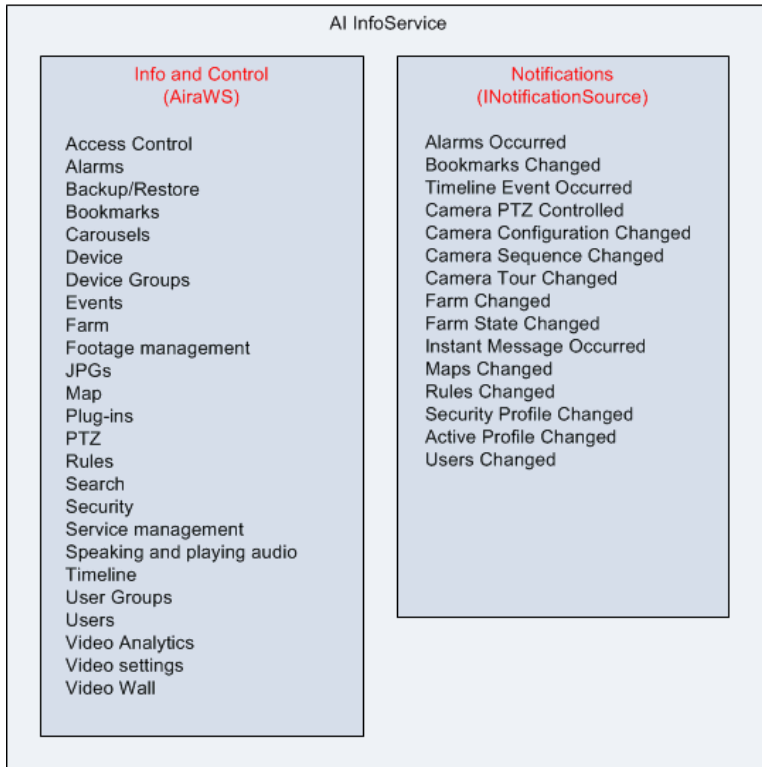 AI InfoService
Info and Control
(AiraWS)
Access Control
Alarms
Backup/Restore
Bookmarks
Carousels
Device
Device Groups
Events
Farm
Footage management
JPGs
Map
Plug-ins
PTZ
Rules
Search
Security
Service management
Speaking and playing audio
Timeline
User Groups
Users
Video Analytics
Video settings
Video Wall
Notifications
(INotificationSource)
Alarms Occurred
Bookmarks Changed
Timeline Event Occurred
Camera PTZ Controlled
Camera Configuration Changed
Camera Sequence Changed
Camera Tour Changed
Farm Changed
Farm State Changed
Instant Message Occurred
Maps Changed
Rules Changed
Security Profile Changed
Active Profile Changed
Users Changed